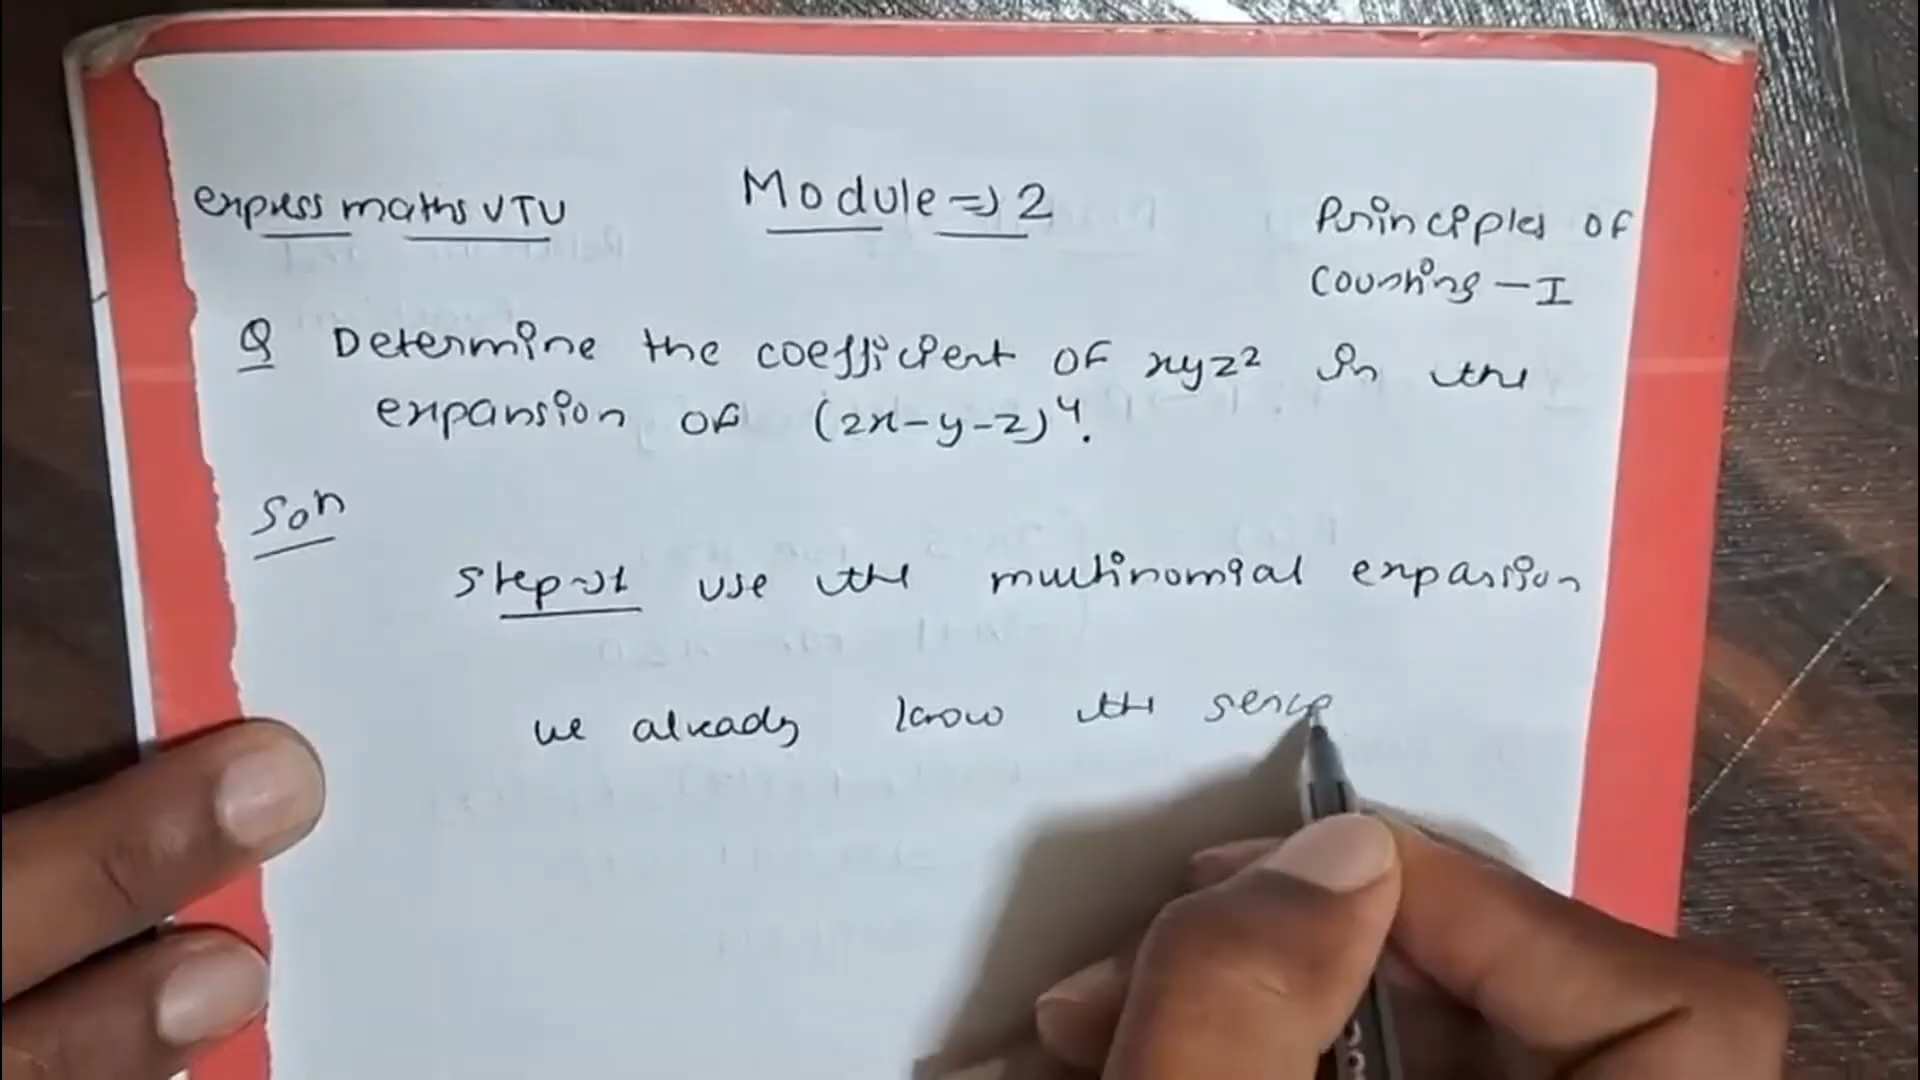 express maths VTU
Module => 2
Principles of
Counting - I
Q Determine the coefficient of xyz² in the
expansion of (2x-y-z)⁴.
Soln
Step-1 use the multinomial expansion
we already know the